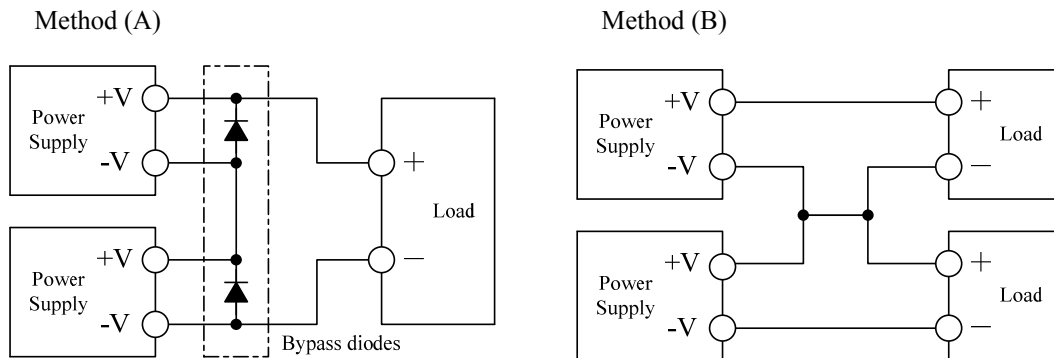 Method (A)
Method (B)
+V
Power
Supply
-V
+V
Power
Supply
-V
+
Load
−
Bypass diodes
+V
Power
Supply
-V
+V
Power
Supply
-V
+
Load
−
+
Load
−